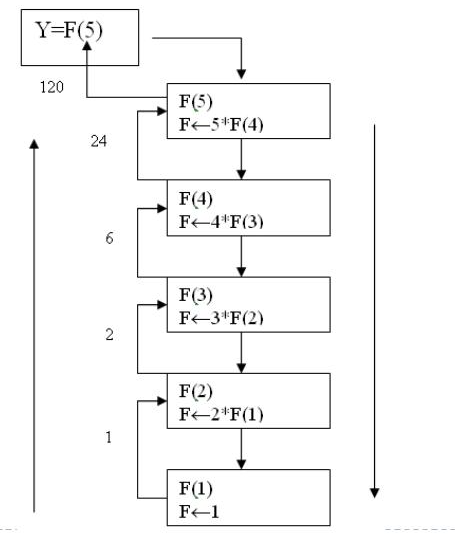 Y=F(5)
120
F(5)
F←5*F(4)
24
F(4)
F←4*F(3)
6
F(3)
F←3*F(2)
2
F(2)
F←2*F(1)
1
F(1)
F←1